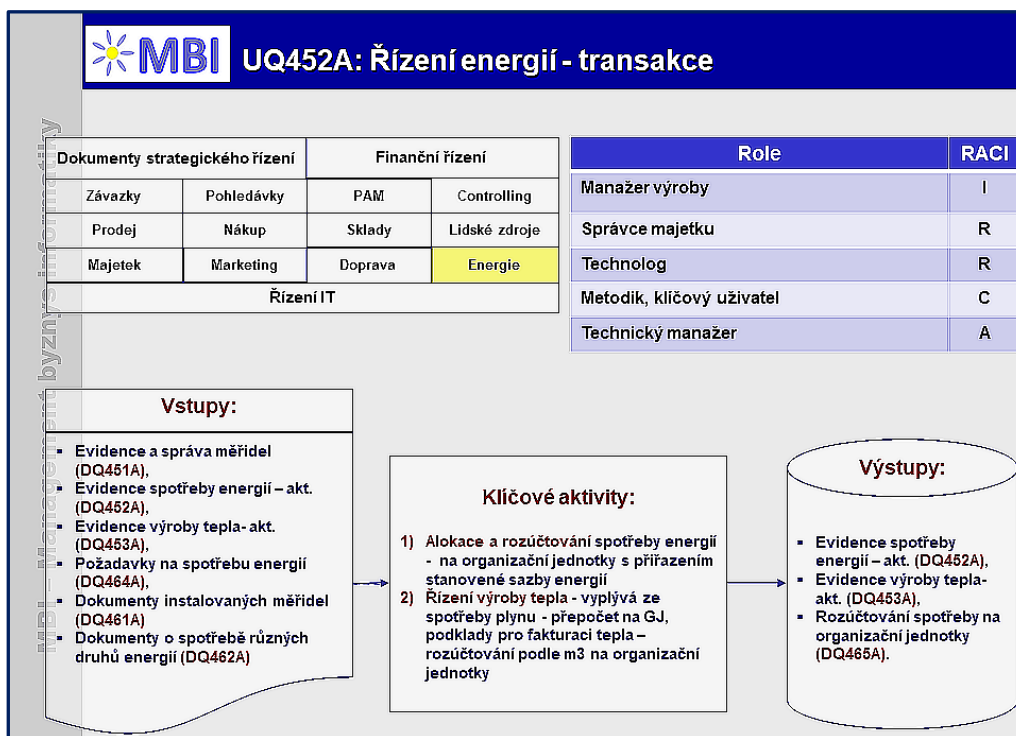 MBI
UQ452A: Řízení energií - transakce
MBI – Management byznys informatiky
Dokumenty strategického řízení
Finanční řízení
Závazky
Pohledávky
PAM
Controlling
Prodej
Nákup
Sklady
Lidské zdroje
Majetek
Marketing
Doprava
Energie
Řízení IT
Role
RACI
Manažer výroby
I
Správce majetku
R
Technolog
R
Metodik, klíčový uživatel
C
Technický manažer
A
Vstupy:
▪ Evidence a správa měřidel
(DQ451A),
▪ Evidence spotřeby energií – akt.
(DQ452A),
▪ Evidence výroby tepla- akt.
(DQ453A),
▪ Požadavky na spotřebu energií
(DQ464A),
▪ Dokumenty instalovaných měřidel
(DQ461A)
▪ Dokumenty o spotřebě různých
druhů energií (DQ462A)
Klíčové aktivity:
1) Alokace a rozúčtování spotřeby energií
- na organizační jednotky s přiřazením
stanovené sazby energií
2) Řízení výroby tepla - vyplývá ze
spotřeby plynu - přepočet na GJ,
podklady pro fakturaci tepla –
rozúčtování podle m3 na organizační
jednotky
Výstupy:
▪ Evidence spotřeby
energií – akt. (DQ452A),
▪ Evidence výroby tepla-
akt. (DQ453A),
▪ Rozúčtování spotřeby na
organizační jednotky
(DQ465A).